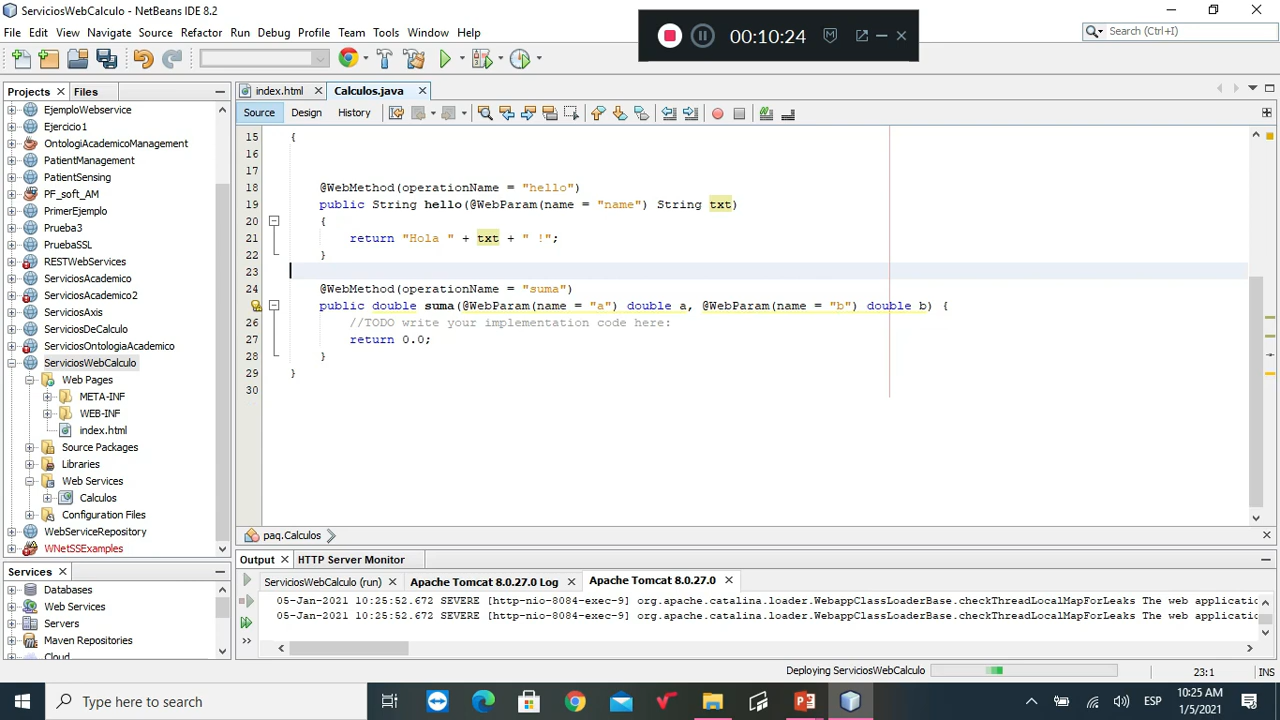 ServiciosWebCalculo - NetBeans IDE 8.2
File Edit View Navigate Source Refactor Run Debug Profile Team Tools Window Help
00:10:24
Search (Ctrl+I)
Projects Files
index.html Calculos.java
Source Design History
EjemploWebservice
Ejercicio1
OntologiAcademicoManagement
PatientManagement
PatientSensing
PF_soft_AM
PrimerEjemplo
Prueba3
PruebaSSL
RESTWebServices
ServiciosAcademico
ServiciosAcademico2
ServiciosAxis
ServiciosDeCalculo
ServiciosOntologiaAcademico
ServiciosWebCalculo
Web Pages
META-INF
WEB-INF
index.html
Source Packages
Libraries
Web Services
Calculos
Configuration Files
WebServiceRepository
WNetSSExamples
15 {
16
17
18 @WebMethod(operationName = "hello")
19 public String hello(@WebParam(name = "name") String txt)
20 {
21 return "Hola " + txt + " !";
22 }
23
24 @WebMethod(operationName = "suma")
public double suma(@WebParam(name = "a") double a, @WebParam(name = "b") double b) {
26 //TODO write your implementation code here:
27 return 0.0;
28 }
29 }
30
paq.Calculos
Services
Databases
Web Services
Servers
Maven Repositories
Cloud
Output HTTP Server Monitor
ServiciosWebCalculo (run) Apache Tomcat 8.0.27.0 Log Apache Tomcat 8.0.27.0
05-Jan-2021 10:25:52.672 SEVERE [http-nio-8084-exec-9] org.apache.catalina.loader.WebappClassLoaderBase.checkThreadLocalMapForLeaks The web applicatio
05-Jan-2021 10:25:52.672 SEVERE [http-nio-8084-exec-9] org.apache.catalina.loader.WebappClassLoaderBase.checkThreadLocalMapForLeaks The web applicatio
Deploying ServiciosWebCalculo
23:1
INS
Type here to search
ESP
10:25 AM
1/5/2021